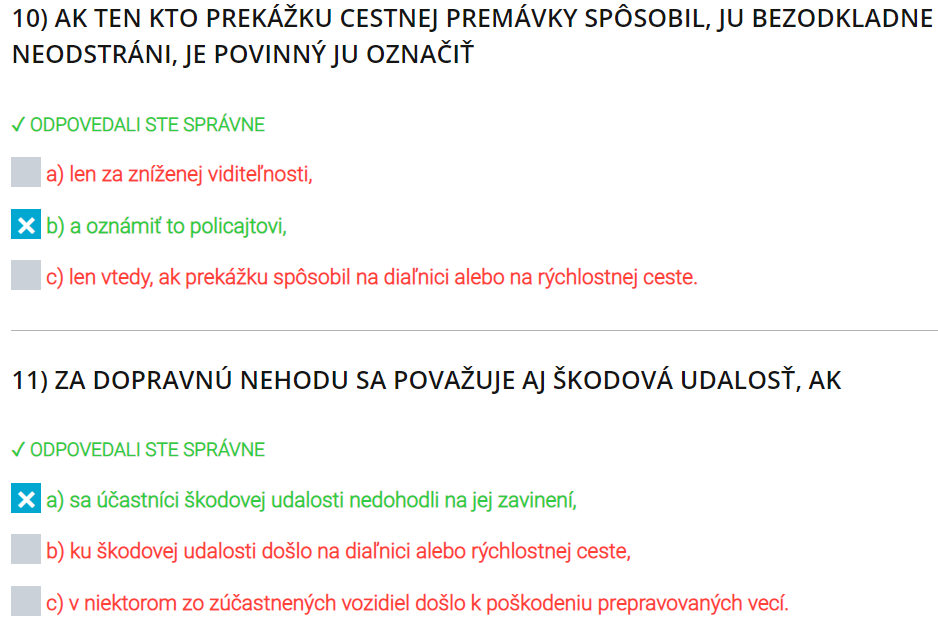 10) AK TEN KTO PREKÁŽKU CESTNEJ PREMÁVKY SPÔSOBIL, JU BEZODKLADNE
NEODSTRÁNI, JE POVINNÝ JU OZNAČIŤ
✓ ODPOVEDALI STE SPRÁVNE
a) len za zníženej viditeľnosti,
b) a oznámiť to policajtovi,
c) len vtedy, ak prekážku spôsobil na diaľnici alebo na rýchlostnej ceste.
11) ZA DOPRAVNÚ NEHODU SA POVAŽUJE AJ ŠKODOVÁ UDALOSŤ, AK
✓ ODPOVEDALI STE SPRÁVNE
a) sa účastníci škodovej udalosti nedohodli na jej zavinení,
b) ku škodovej udalosti došlo na diaľnici alebo rýchlostnej ceste,
c) v niektorom zo zúčastnených vozidiel došlo k poškodeniu prepravovaných vecí.